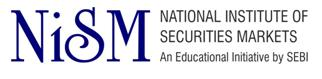 NiSM NATIONAL INSTITUTE OF
SECURITIES MARKETS
An Educational Initiative by SEBI